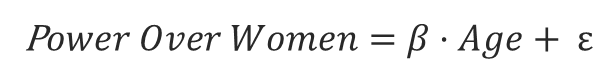 Power Over Women = β · Age + ε